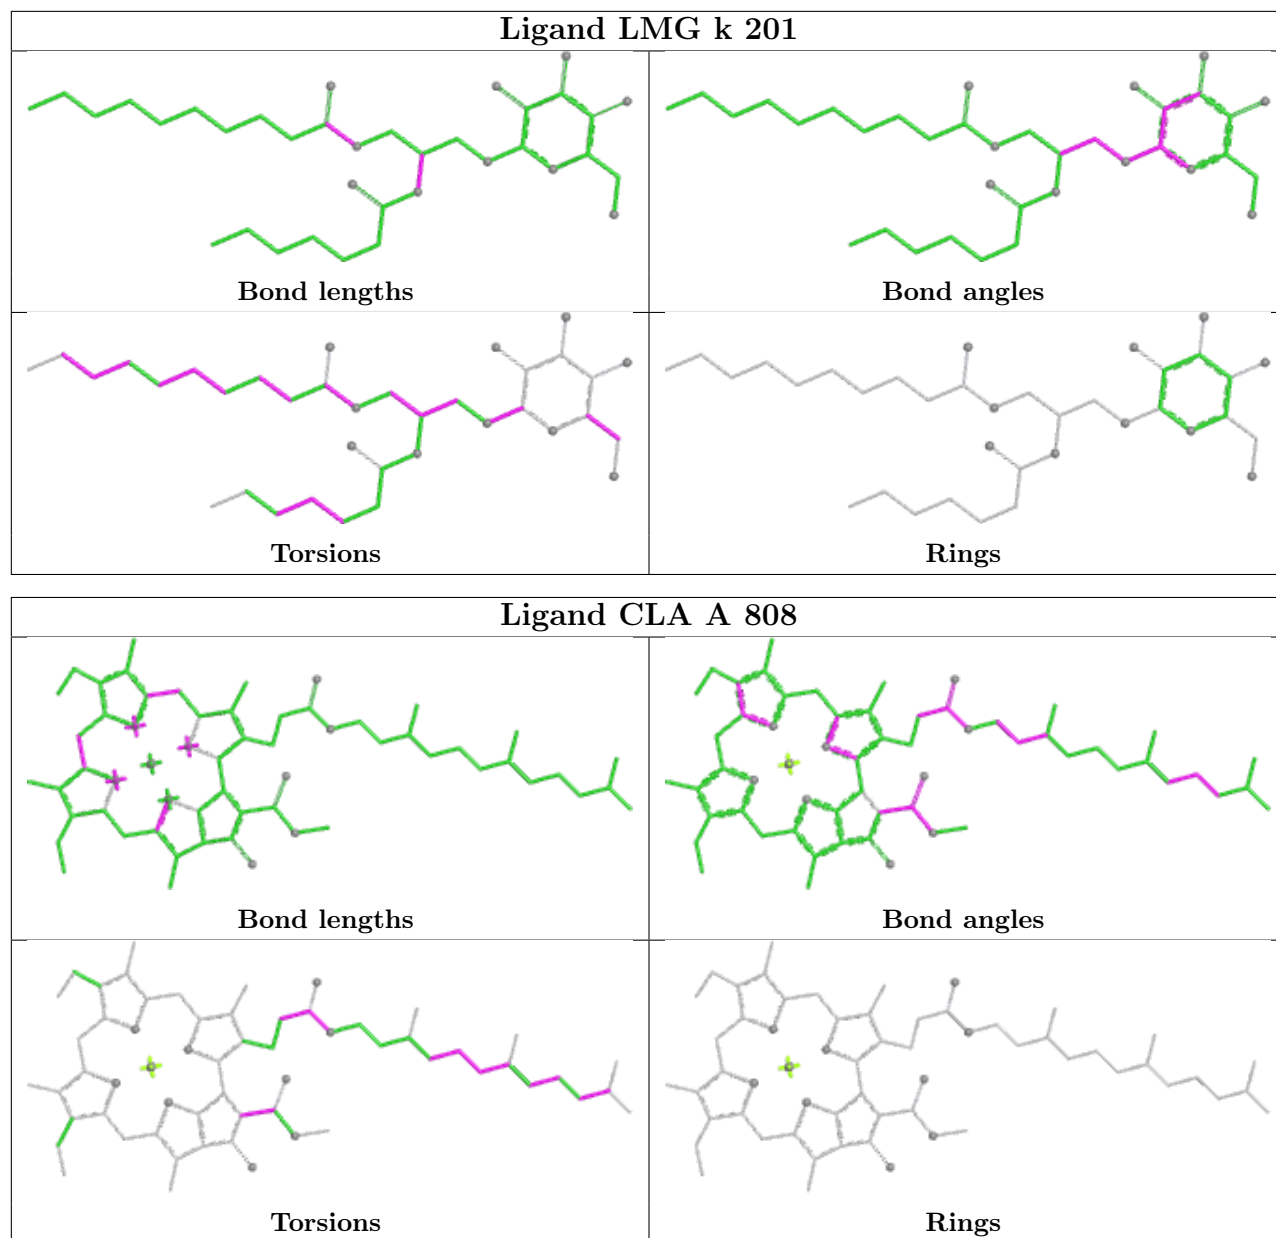 Ligand LMG k 201
Bond lengths
Bond angles
Torsions
Rings
Ligand CLA A 808
Bond lengths
Bond angles
Torsions
Rings